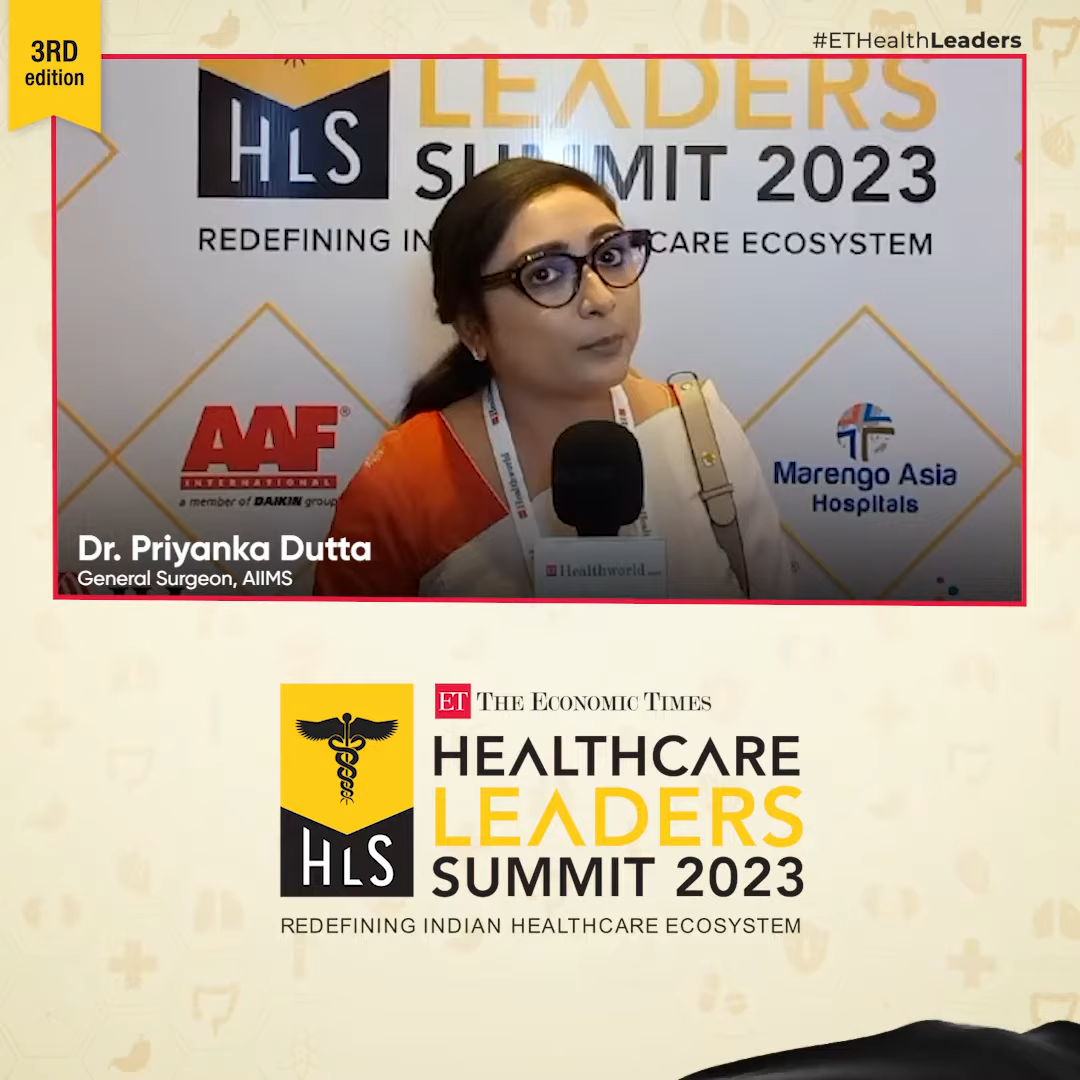 3RD
edition
#ETHealthLeaders
LEADERS
HLS
SUMMIT 2023
REDEFINING IN CARE ECOSYSTEM
AAF®
INTERNATIONAL
a member of DAIKIN group
Marengo Asia
Hospitals
Healthworld
Dr. Priyanka Dutta
General Surgeon, AIIMS
ET Healthworld
ET THE ECONOMIC TIMES
HEALTHCARE
LEADERS
SUMMIT 2023
HLS
REDEFINING INDIAN HEALTHCARE ECOSYSTEM